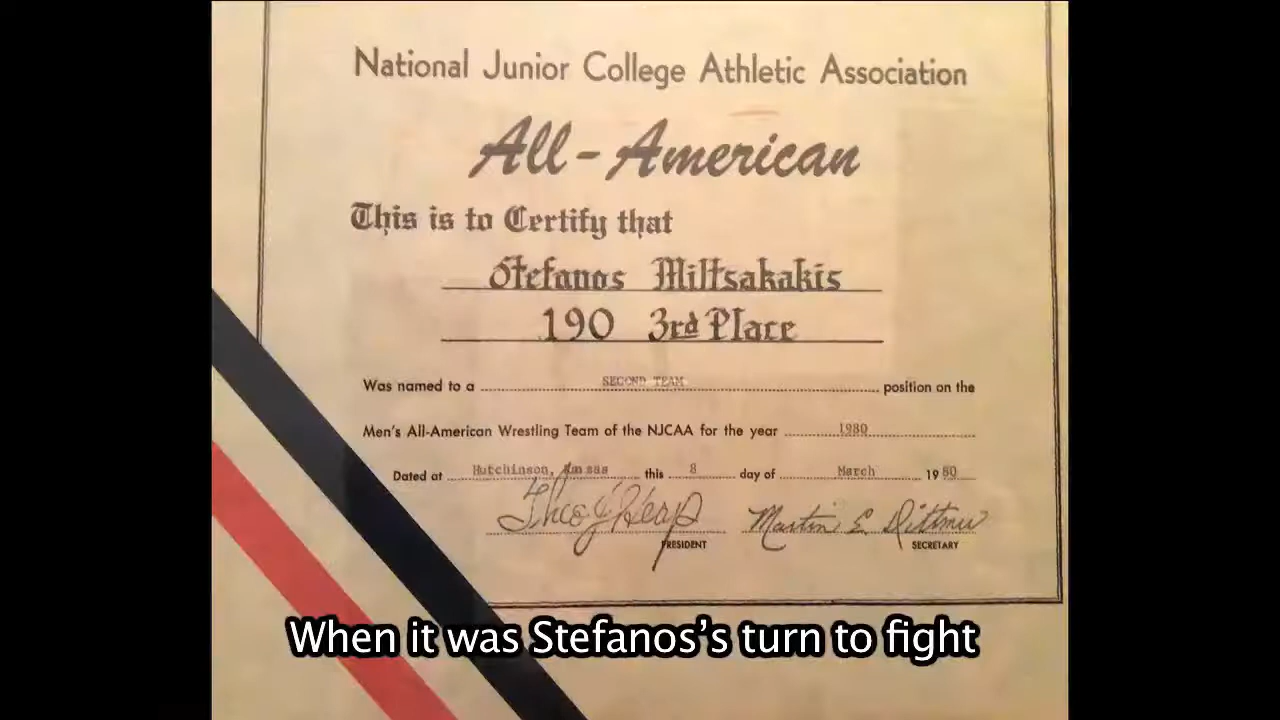 National Junior College Athletic Association
All-American
This is to Certify that
Stefanos Miltsakakis
190 3rd Place
Was named to a SECOND TEAM position on the
Men's All-American Wrestling Team of the NJCAA for the year 1980
Dated at Hutchinson, Kansas this 8 day of March 1980
Martin E. Dittmer
PRESIDENT SECRETARY
When it was Stefanos's turn to fight